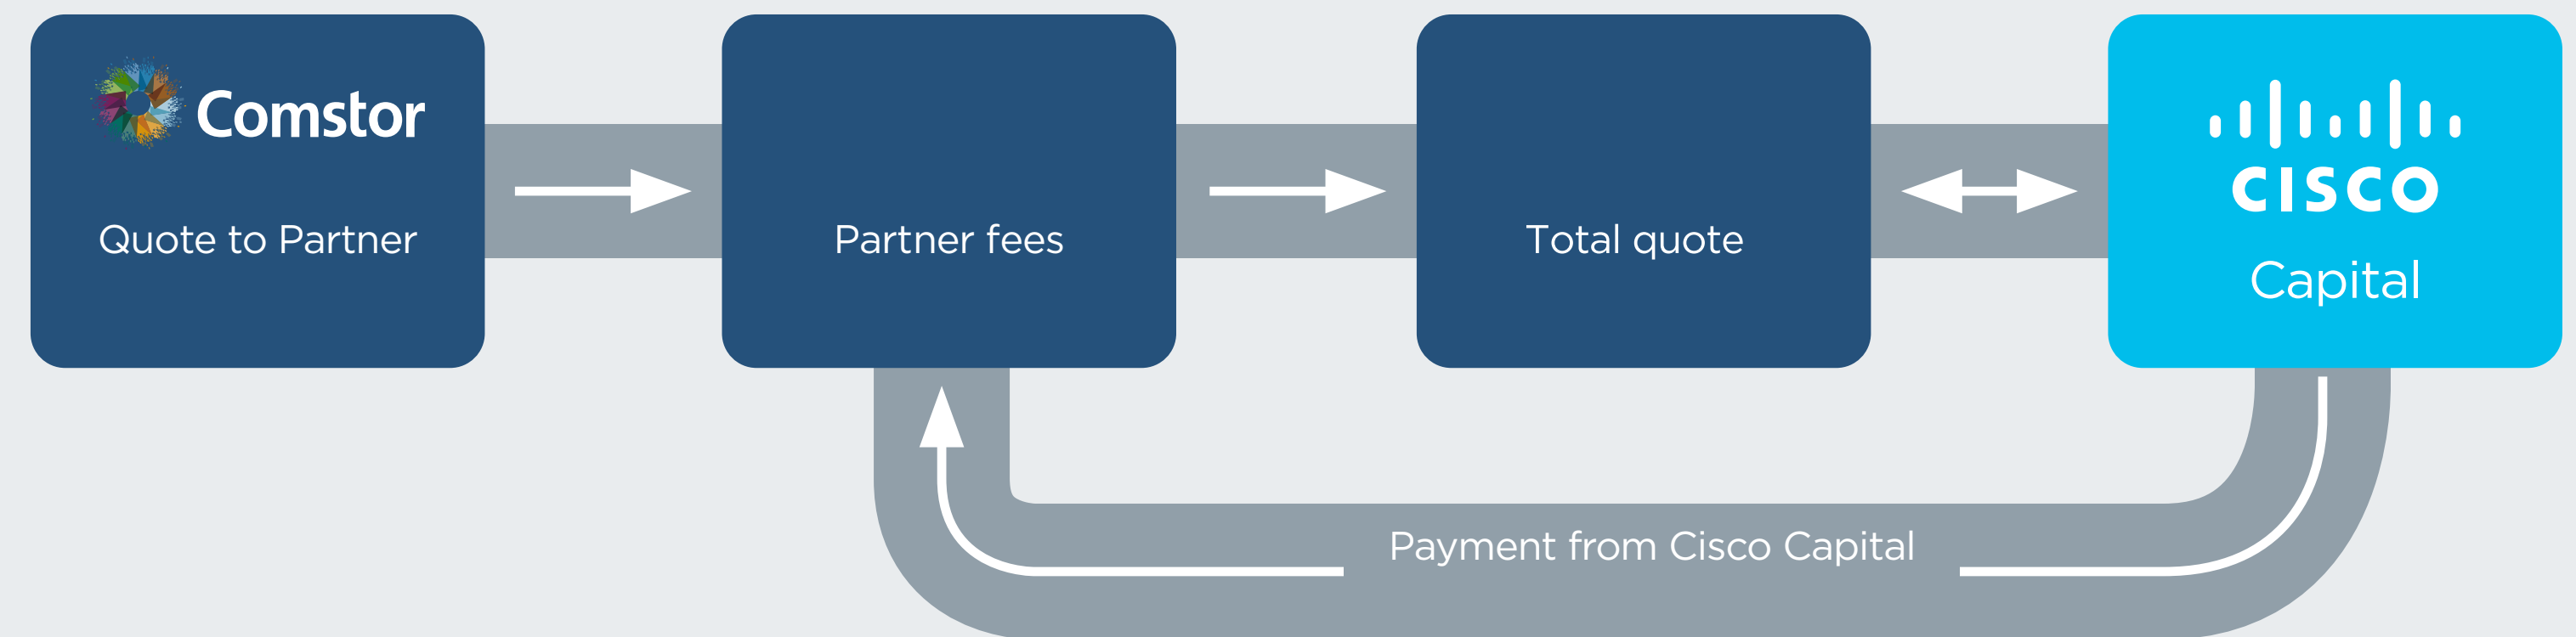 Comstor
Quote to Partner
Partner fees
Total quote
CISCO
Capital
Payment from Cisco Capital